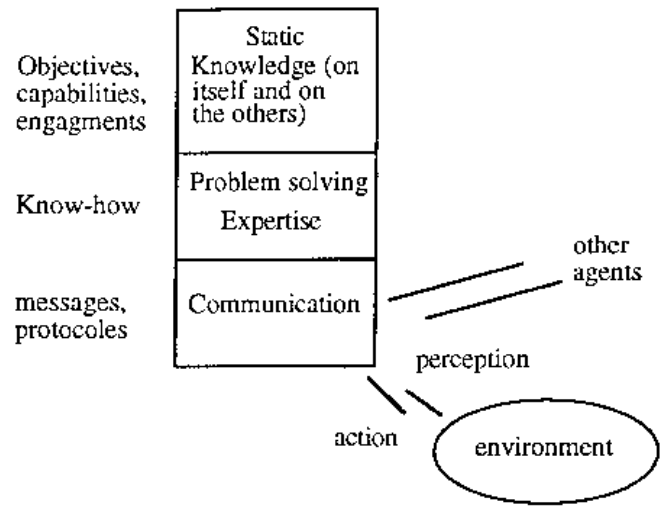 Static
Objectives,
Knowledge (on
capabilities,
itself and on
engagments
the others)
Problem solving
Know-how
Expertise
other
agents
messages,
Communication
protocoles
perception
action
environment